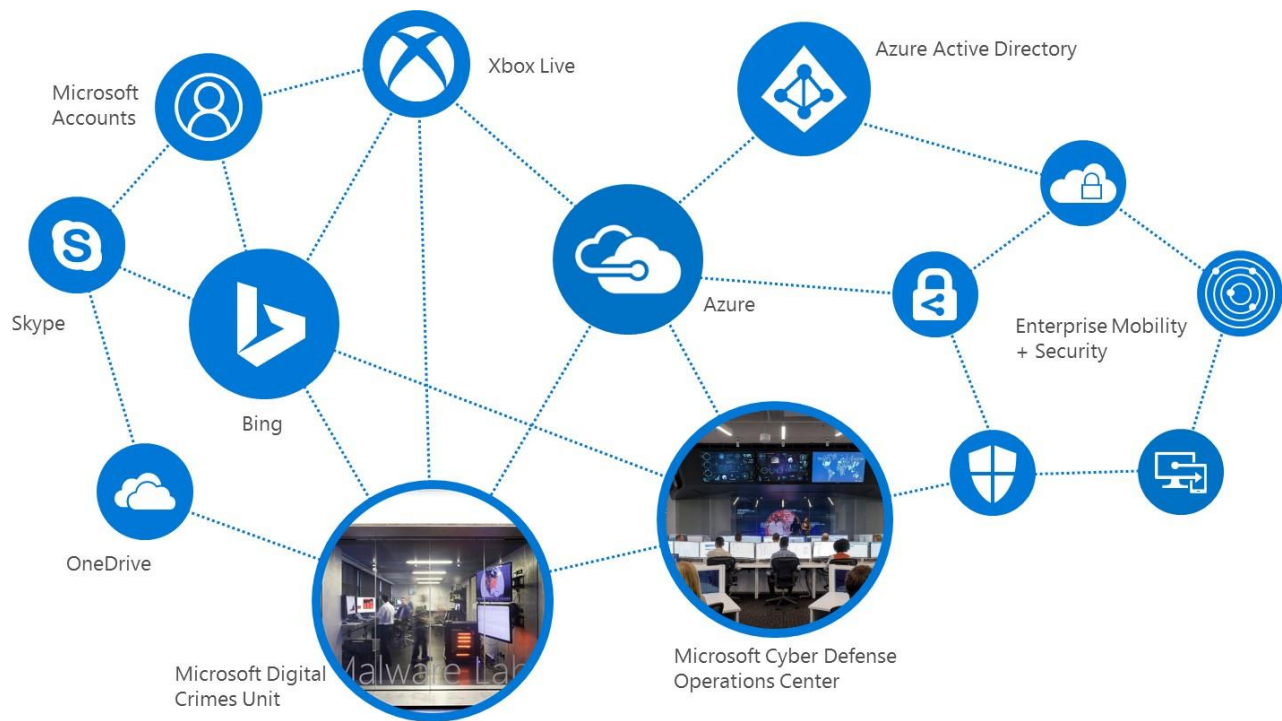 Xbox Live
Azure Active Directory
Microsoft
Accounts
Skype
Bing
Azure
Enterprise Mobility
+ Security
OneDrive
Microsoft Digital
Crimes Unit
Malware Lab
Microsoft Cyber Defense
Operations Center